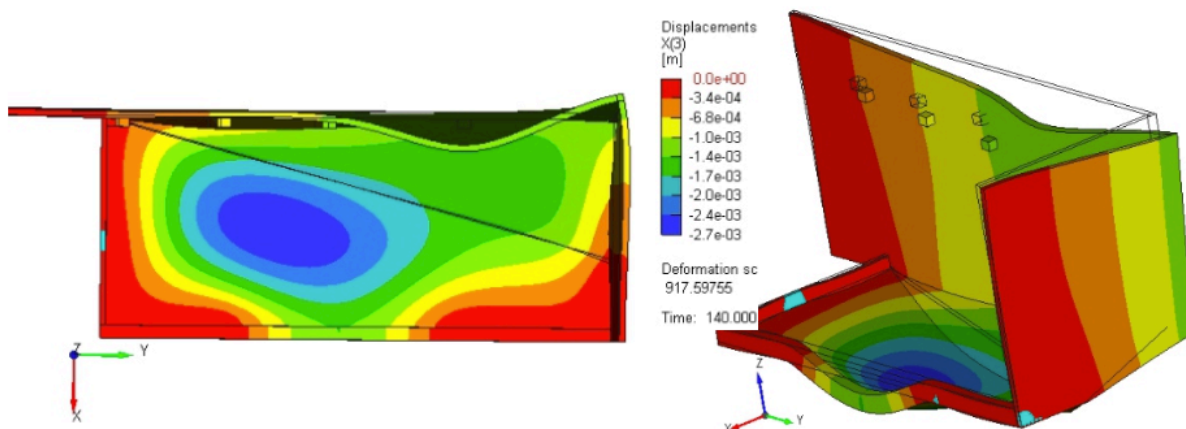 Displacements
X(3)
[m]
0.0e+00
-3.4e-04
-6.8e-04
-1.0e-03
-1.4e-03
-1.7e-03
-2.0e-03
-2.4e-03
-2.7e-03
Deformation sc
917.59755
Time: 140.000
Z
Y
X
Z
Y
X